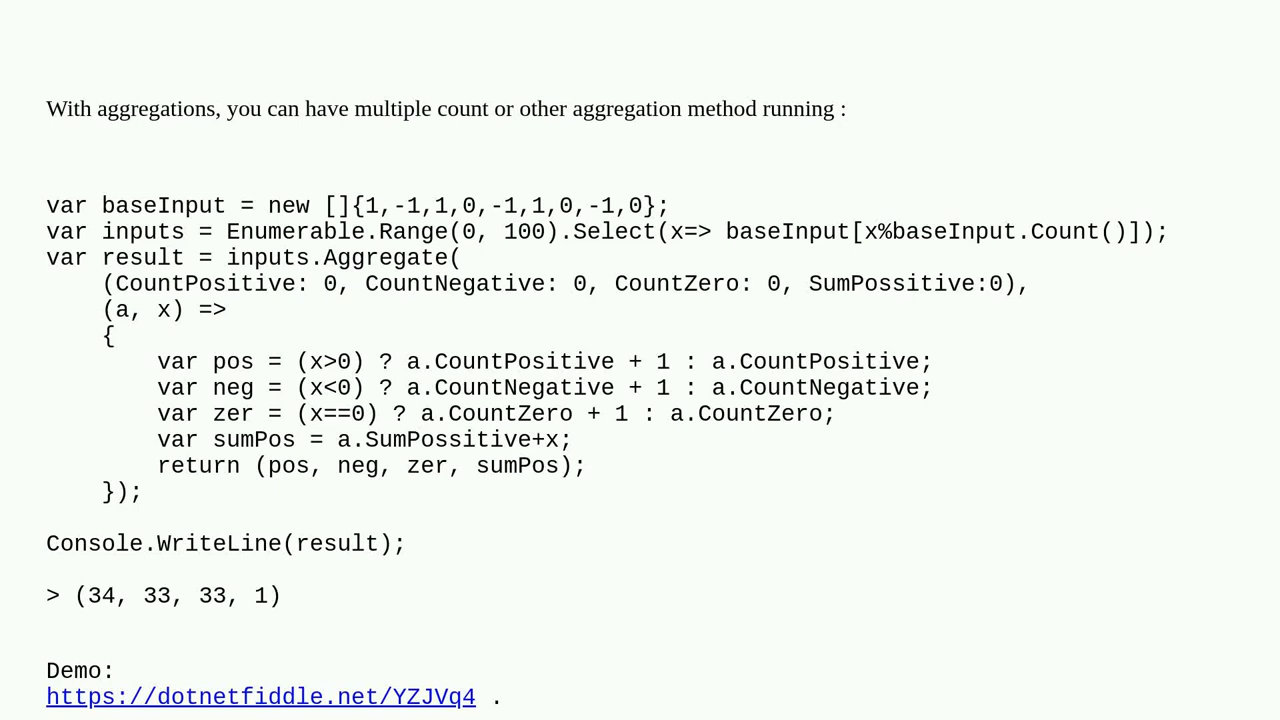 With aggregations, you can have multiple count or other aggregation method running :
var baseInput = new []{1,-1,1,0,-1,1,0,-1,0};
var inputs = Enumerable.Range(0, 100).Select(x=> baseInput[x%baseInput.Count()]);
var result = inputs.Aggregate(
    (CountPositive: 0, CountNegative: 0, CountZero: 0, SumPossitive:0),
    (a, x) =>
    {
        var pos = (x>0) ? a.CountPositive + 1 : a.CountPositive;
        var neg = (x<0) ? a.CountNegative + 1 : a.CountNegative;
        var zer = (x==0) ? a.CountZero + 1 : a.CountZero;
        var sumPos = a.SumPossitive+x;
        return (pos, neg, zer, sumPos);
    });
Console.WriteLine(result);
> (34, 33, 33, 1)
Demo:
https://dotnetfiddle.net/YZJVq4 .